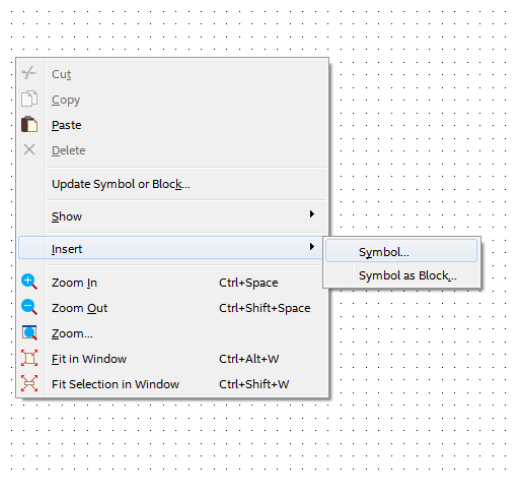 Cut
Copy
Paste
Delete
Update Symbol or Block...
Show
Insert
Symbol...
Symbol as Block...
Zoom In Ctrl+Space
Zoom Out Ctrl+Shift+Space
Zoom...
Fit in Window Ctrl+Alt+W
Fit Selection in Window Ctrl+Shift+W